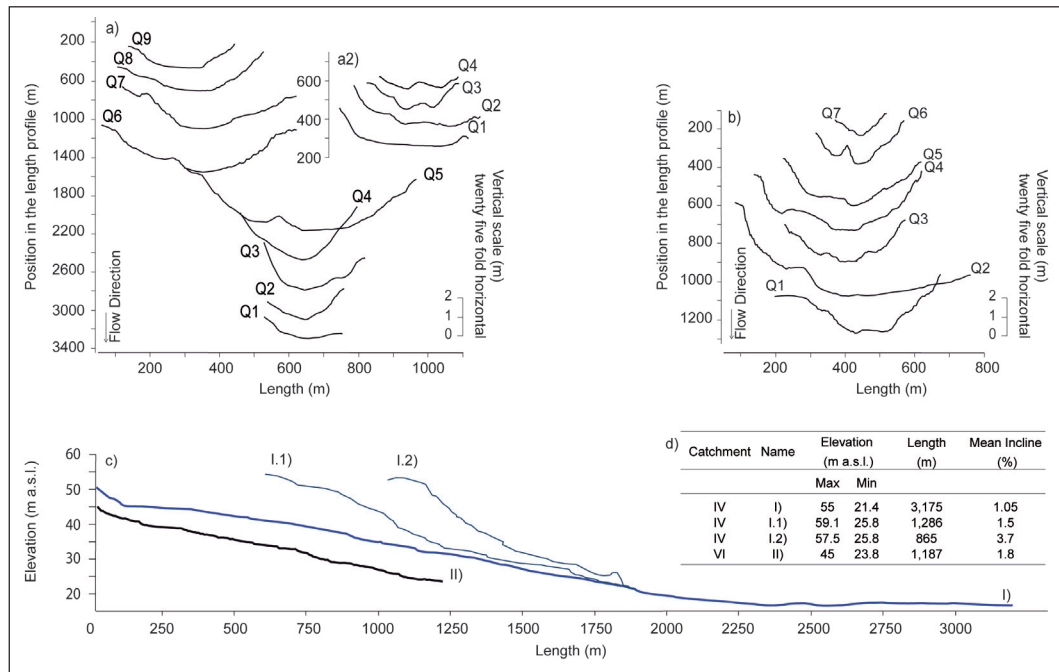 a)
Position in the length profile (m)
200
600
1000
1400
1800
2200
2600
3000
3400
Q9
Q8
Q7
Q6
Q5
Q4
Q3
Q2
Q1
Flow Direction
200 400 600 800 1000
Length (m)
Vertical scale (m)
twenty five fold horizontal
2
1
0
a2)
600
400
200
Q4
Q3
Q2
Q1
b)
Position in the length profile (m)
200
400
600
800
1000
1200
Q7
Q6
Q5
Q4
Q3
Q2
Q1
Flow Direction
200 400 600 800
Length (m)
Vertical scale (m)
twenty five fold horizontal
2
1
0
c)
Elevation (m a.s.l.)
60
50
40
30
20
I.1)
I.2)
II)
I)
0 250 500 750 1000 1250 1500 1750 2000 2250 2500 2750 3000
Length (m)
d)
Catchment Name Elevation (m a.s.l.) Length (m) Mean Incline (%)
Max Min
IV I) 55 21.4 3,175 1.05
IV I.1) 59.1 25.8 1,286 1.5
IV I.2) 57.5 25.8 865 3.7
VI II) 45 23.8 1,187 1.8